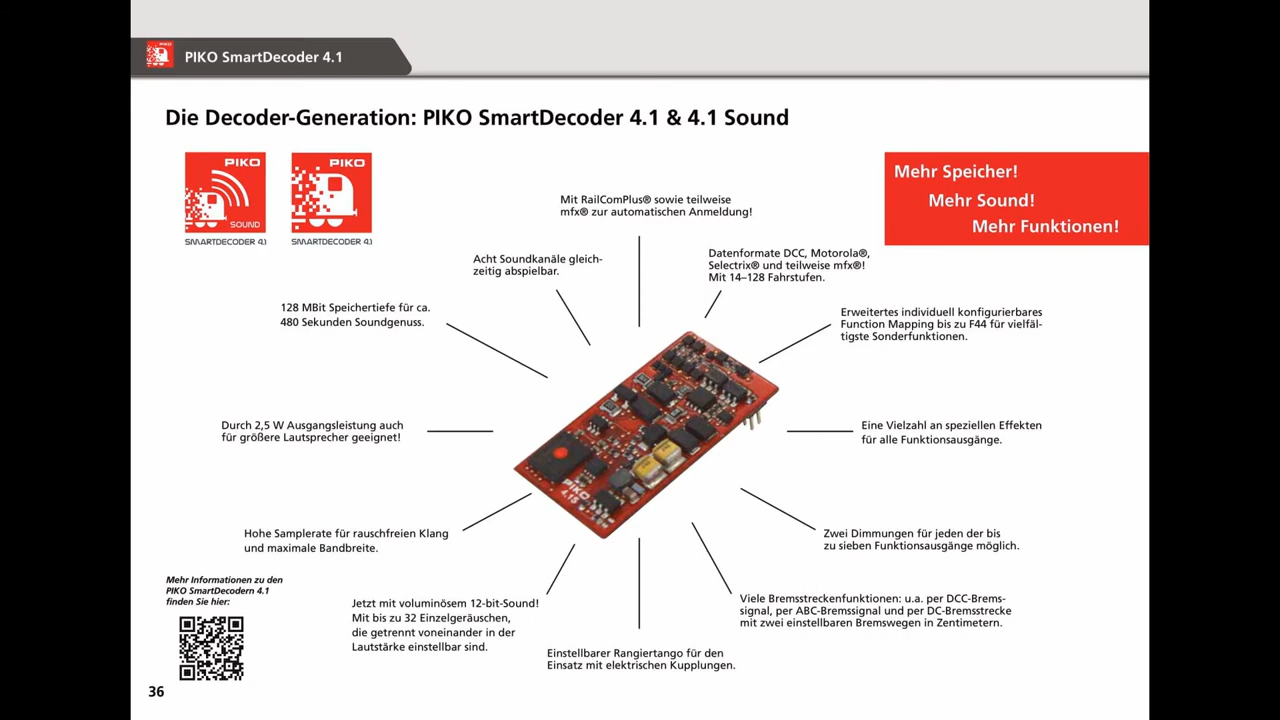 PIKO SmartDecoder 4.1
Die Decoder-Generation: PIKO SmartDecoder 4.1 & 4.1 Sound
PIKO
SOUND
SMARTDECODER 4.1
PIKO
SMARTDECODER 4.1
Mehr Speicher!
Mehr Sound!
Mehr Funktionen!
Mit RailComPlus® sowie teilweise
mfx® zur automatischen Anmeldung!
Acht Soundkanäle gleich-
zeitig abspielbar.
Datenformate DCC, Motorola®,
Selectrix® und teilweise mfx®!
Mit 14–128 Fahrstufen.
128 MBit Speichertiefe für ca.
480 Sekunden Soundgenuss.
Erweitertes individuell konfigurierbares
Function Mapping bis zu F44 für vielfäl-
tigste Sonderfunktionen.
Durch 2,5 W Ausgangsleistung auch
für größere Lautsprecher geeignet!
Eine Vielzahl an speziellen Effekten
für alle Funktionsausgänge.
PIKO
4.1S
Hohe Samplerate für rauschfreien Klang
und maximale Bandbreite.
Zwei Dimmungen für jeden der bis
zu sieben Funktionsausgänge möglich.
Mehr Informationen zu den
PIKO SmartDecodern 4.1
finden Sie hier:
Jetzt mit voluminösem 12-bit-Sound!
Mit bis zu 32 Einzelgeräuschen,
die getrennt voneinander in der
Lautstärke einstellbar sind.
Viele Bremsstreckenfunktionen: u.a. per DCC-Brems-
signal, per ABC-Bremssignal und per DC-Bremsstrecke
mit zwei einstellbaren Bremswegen in Zentimetern.
Einstellbarer Rangiertango für den
Einsatz mit elektrischen Kupplungen.
36